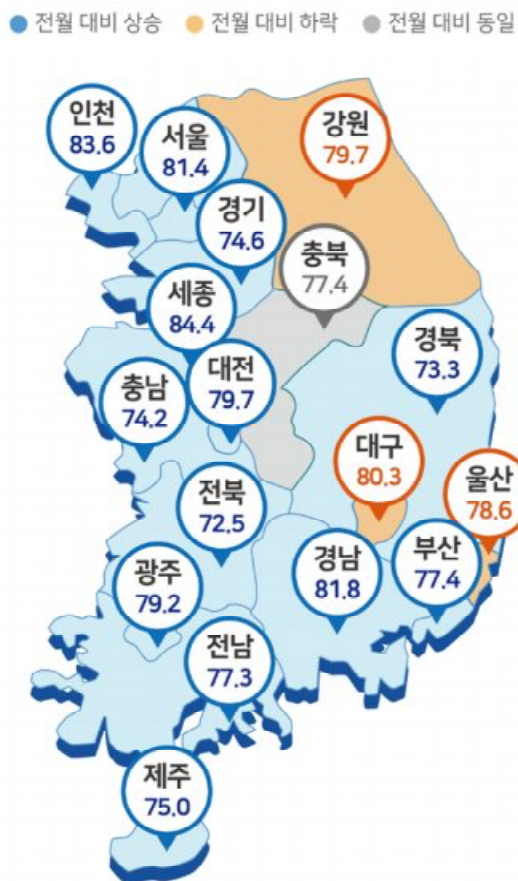 전월 대비 상승 전월 대비 하락 전월 대비 동일
인천
83.6
서울
81.4
강원
79.7
경기
74.6
충북
77.4
세종
84.4
경북
73.3
대전
79.7
충남
74.2
대구
80.3
울산
78.6
전북
72.5
부산
77.4
경남
81.8
광주
79.2
전남
77.3
제주
75.0